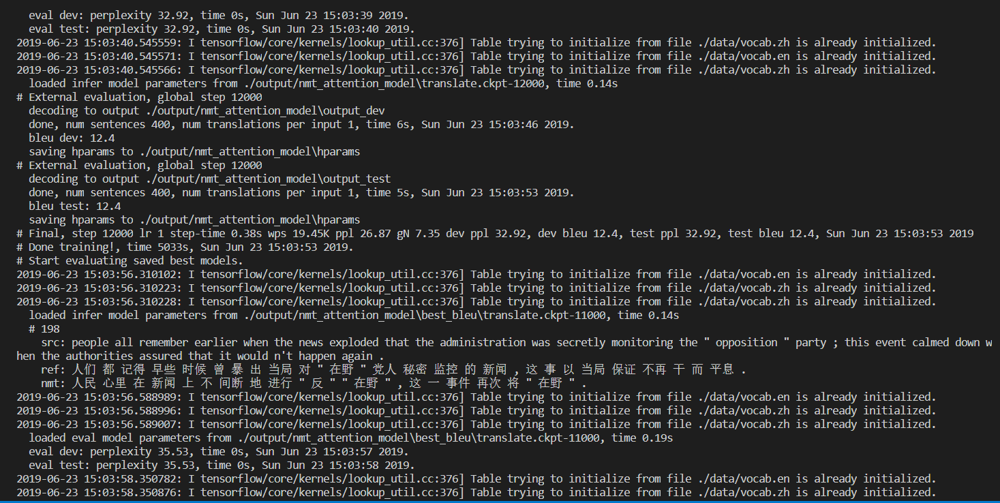 eval dev: perplexity 32.92, time 0s, Sun Jun 23 15:03:39 2019.
eval test: perplexity 32.92, time 0s, Sun Jun 23 15:03:40 2019.
2019-06-23 15:03:40.545559: I tensorflow/core/kernels/lookup_util.cc:376] Table trying to initialize from file ./data/vocab.zh is already initialized.
2019-06-23 15:03:40.545571: I tensorflow/core/kernels/lookup_util.cc:376] Table trying to initialize from file ./data/vocab.en is already initialized.
2019-06-23 15:03:40.545566: I tensorflow/core/kernels/lookup_util.cc:376] Table trying to initialize from file ./data/vocab.zh is already initialized.
loaded infer model parameters from ./output/nmt_attention_model\translate.ckpt-12000, time 0.14s
# External evaluation, global step 12000
decoding to output ./output/nmt_attention_model\output_dev
done, num sentences 400, num translations per input 1, time 6s, Sun Jun 23 15:03:46 2019.
bleu dev: 12.4
saving hparams to ./output/nmt_attention_model\hparams
# External evaluation, global step 12000
decoding to output ./output/nmt_attention_model\output_test
done, num sentences 400, num translations per input 1, time 5s, Sun Jun 23 15:03:53 2019.
bleu test: 12.4
saving hparams to ./output/nmt_attention_model\hparams
# Final, step 12000 lr 1 step-time 0.38s wps 19.45K ppl 26.87 gN 7.35 dev ppl 32.92, dev bleu 12.4, test ppl 32.92, test bleu 12.4, Sun Jun 23 15:03:53 2019
# Done training!, time 5033s, Sun Jun 23 15:03:53 2019.
# Start evaluating saved best models.
2019-06-23 15:03:56.310102: I tensorflow/core/kernels/lookup_util.cc:376] Table trying to initialize from file ./data/vocab.en is already initialized.
2019-06-23 15:03:56.310223: I tensorflow/core/kernels/lookup_util.cc:376] Table trying to initialize from file ./data/vocab.zh is already initialized.
2019-06-23 15:03:56.310228: I tensorflow/core/kernels/lookup_util.cc:376] Table trying to initialize from file ./data/vocab.zh is already initialized.
loaded infer model parameters from ./output/nmt_attention_model\best_bleu\translate.ckpt-11000, time 0.14s
# 198
src: people all remember earlier when the news exploded that the administration was secretly monitoring the " opposition " party ; this event calmed down w
hen the authorities assured that it would n't happen again .
ref: 人们 都 记得 早些 时候 曾 暴 出 当局 对 " 在野 " 党人 秘密 监控 的 新闻 , 这 事 以 当局 保证 不再 干 而 平息 .
nmt: 人民 心里 在 新闻 上 不 间断 地 进行 " 反 " " 在野 " , 这 一 事件 再次 将 " 在野 " .
2019-06-23 15:03:56.588989: I tensorflow/core/kernels/lookup_util.cc:376] Table trying to initialize from file ./data/vocab.en is already initialized.
2019-06-23 15:03:56.588996: I tensorflow/core/kernels/lookup_util.cc:376] Table trying to initialize from file ./data/vocab.zh is already initialized.
2019-06-23 15:03:56.589007: I tensorflow/core/kernels/lookup_util.cc:376] Table trying to initialize from file ./data/vocab.zh is already initialized.
loaded eval model parameters from ./output/nmt_attention_model\best_bleu\translate.ckpt-11000, time 0.19s
eval dev: perplexity 35.53, time 0s, Sun Jun 23 15:03:57 2019.
eval test: perplexity 35.53, time 0s, Sun Jun 23 15:03:58 2019.
2019-06-23 15:03:58.350782: I tensorflow/core/kernels/lookup_util.cc:376] Table trying to initialize from file ./data/vocab.en is already initialized.
2019-06-23 15:03:58.350876: I tensorflow/core/kernels/lookup_util.cc:376] Table trying to initialize from file ./data/vocab.zh is already initialized.